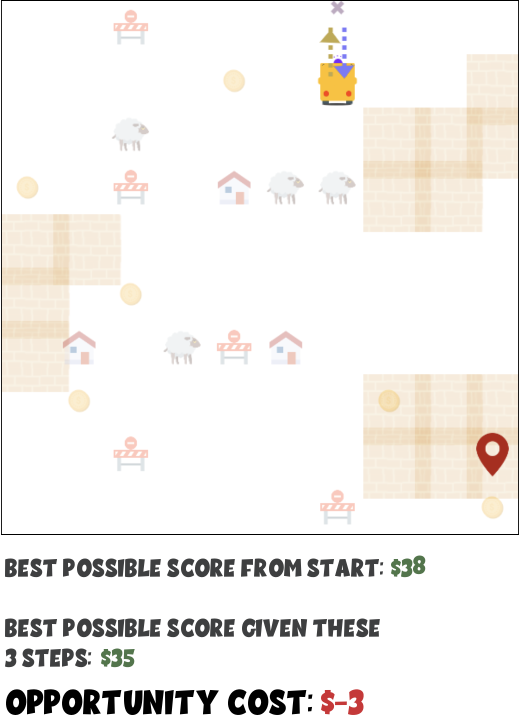 BEST POSSIBLE SCORE FROM START: $38
BEST POSSIBLE SCORE GIVEN THESE
3 STEPS: $35
OPPORTUNITY COST: $-3